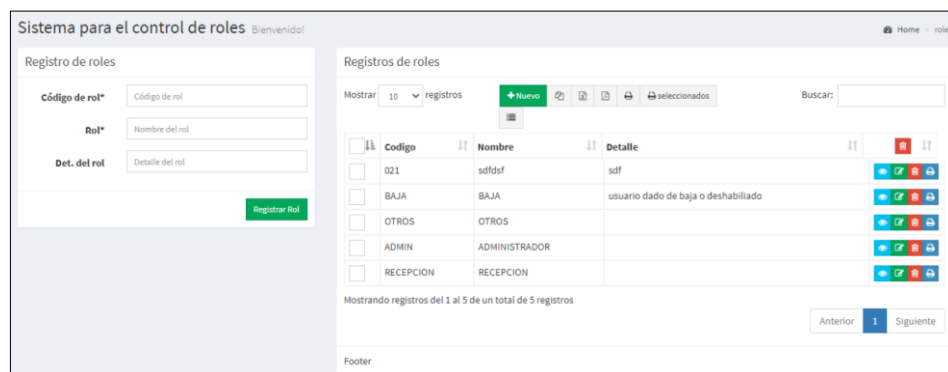 Sistema para el control de roles Bienvenido!
Home > role
Registro de roles
Código de rol* Código de rol
Rol* Nombre del rol
Det. del rol Detalle del rol
Registrar Rol
Registros de roles
Mostrar 10 registros
+Nuevo seleccionados
Buscar:
Codigo Nombre Detalle
021 sdfdsf sdf
BAJA BAJA usuario dado de baja o deshabiliado
OTROS OTROS
ADMIN ADMINISTRADOR
RECEPCION RECEPCION
Mostrando registros del 1 al 5 de un total de 5 registros
Anterior 1 Siguiente
Footer